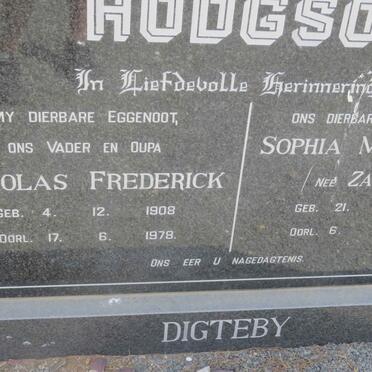 HODGSO
In Liefdevolle Herinnering
MY DIERBARE EGGENOOT,
ONS VADER EN OUPA
OLAS FREDERICK
GEB. 4. 12. 1908
OORL. 17. 6. 1978.
ONS DIERBAR
SOPHIA M
NEE ZA
GEB. 21.
OORL. 6.
ONS EER U NAGEDAGTENIS.
DIGTEBY